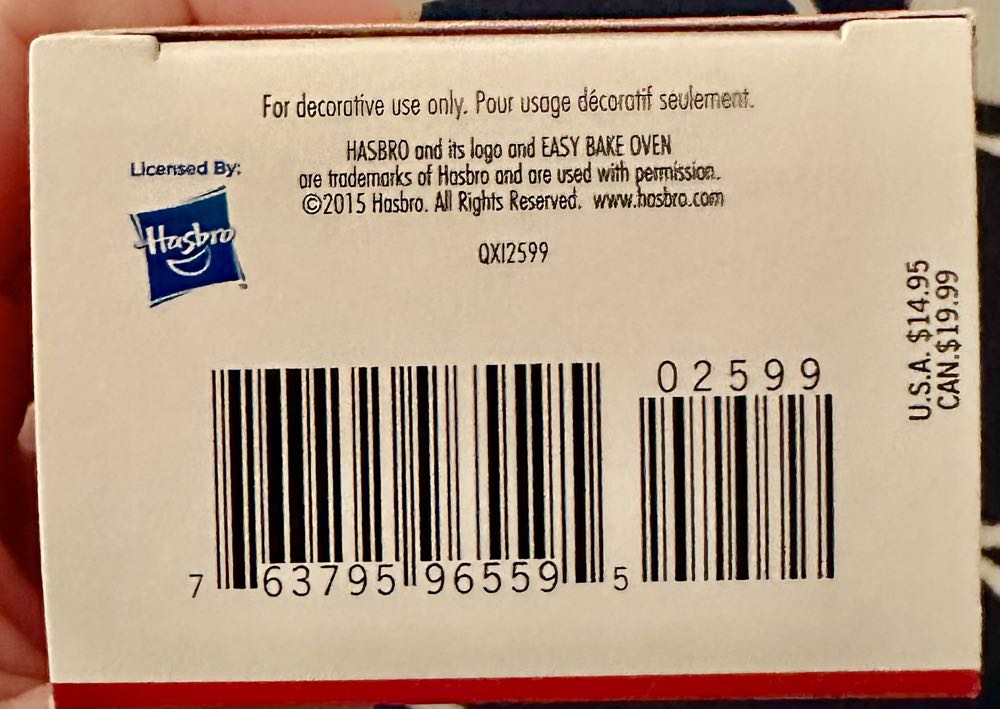 For decorative use only. Pour usage décoratif seulement.
HASBRO and its logo and EASY BAKE OVEN
are trademarks of Hasbro and are used with permission.
©2015 Hasbro. All Rights Reserved. www.hasbro.com
Licensed By:
Hasbro
QXI2599
U.S.A. $14.95
CAN.$19.99
02599
7 63795 96559 5